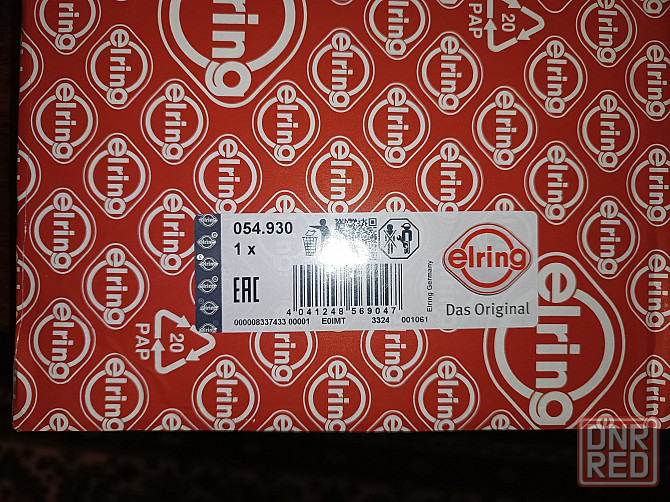 elring
20
PAP
054.930
1 x
EAC
4 041248 569047
000008337433 00001 E0IMT 3324 001061
Elring Germany
elring
Das Original
20
PAP
elring
DNR
RED